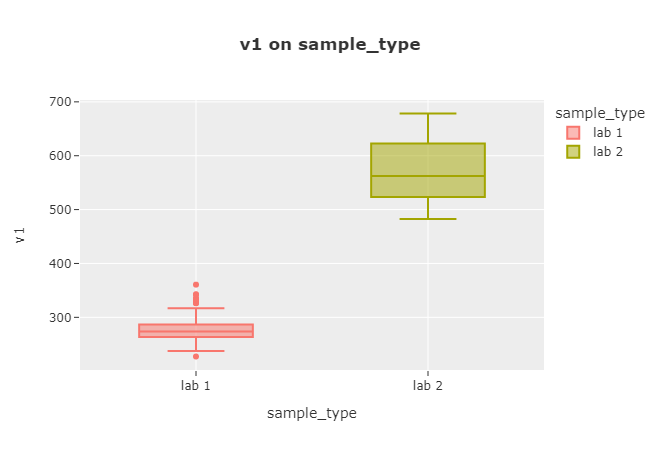 v1 on sample_type
700
600
500
400
300
v1
lab 1
lab 2
sample_type
sample_type
lab 1
lab 2